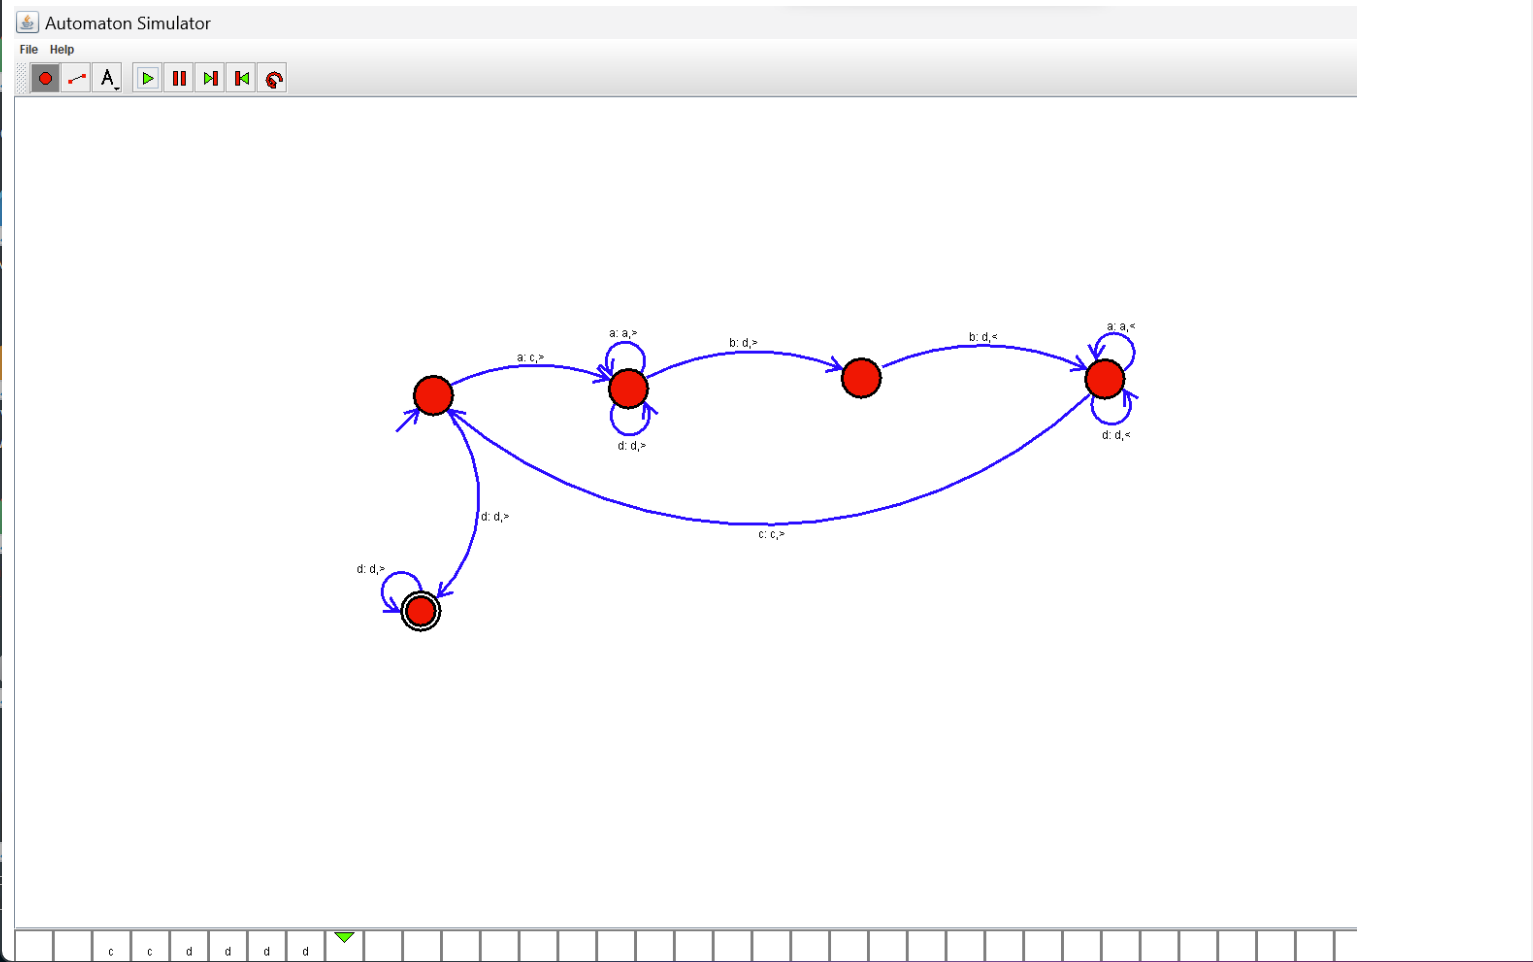 Automaton Simulator
File Help
A
a: a,>
a: a,<
b: d,>
b: d,<
a: c,>
d: d,>
d: d,<
d: d,>
c: c,>
d: d,>
c c d d d d